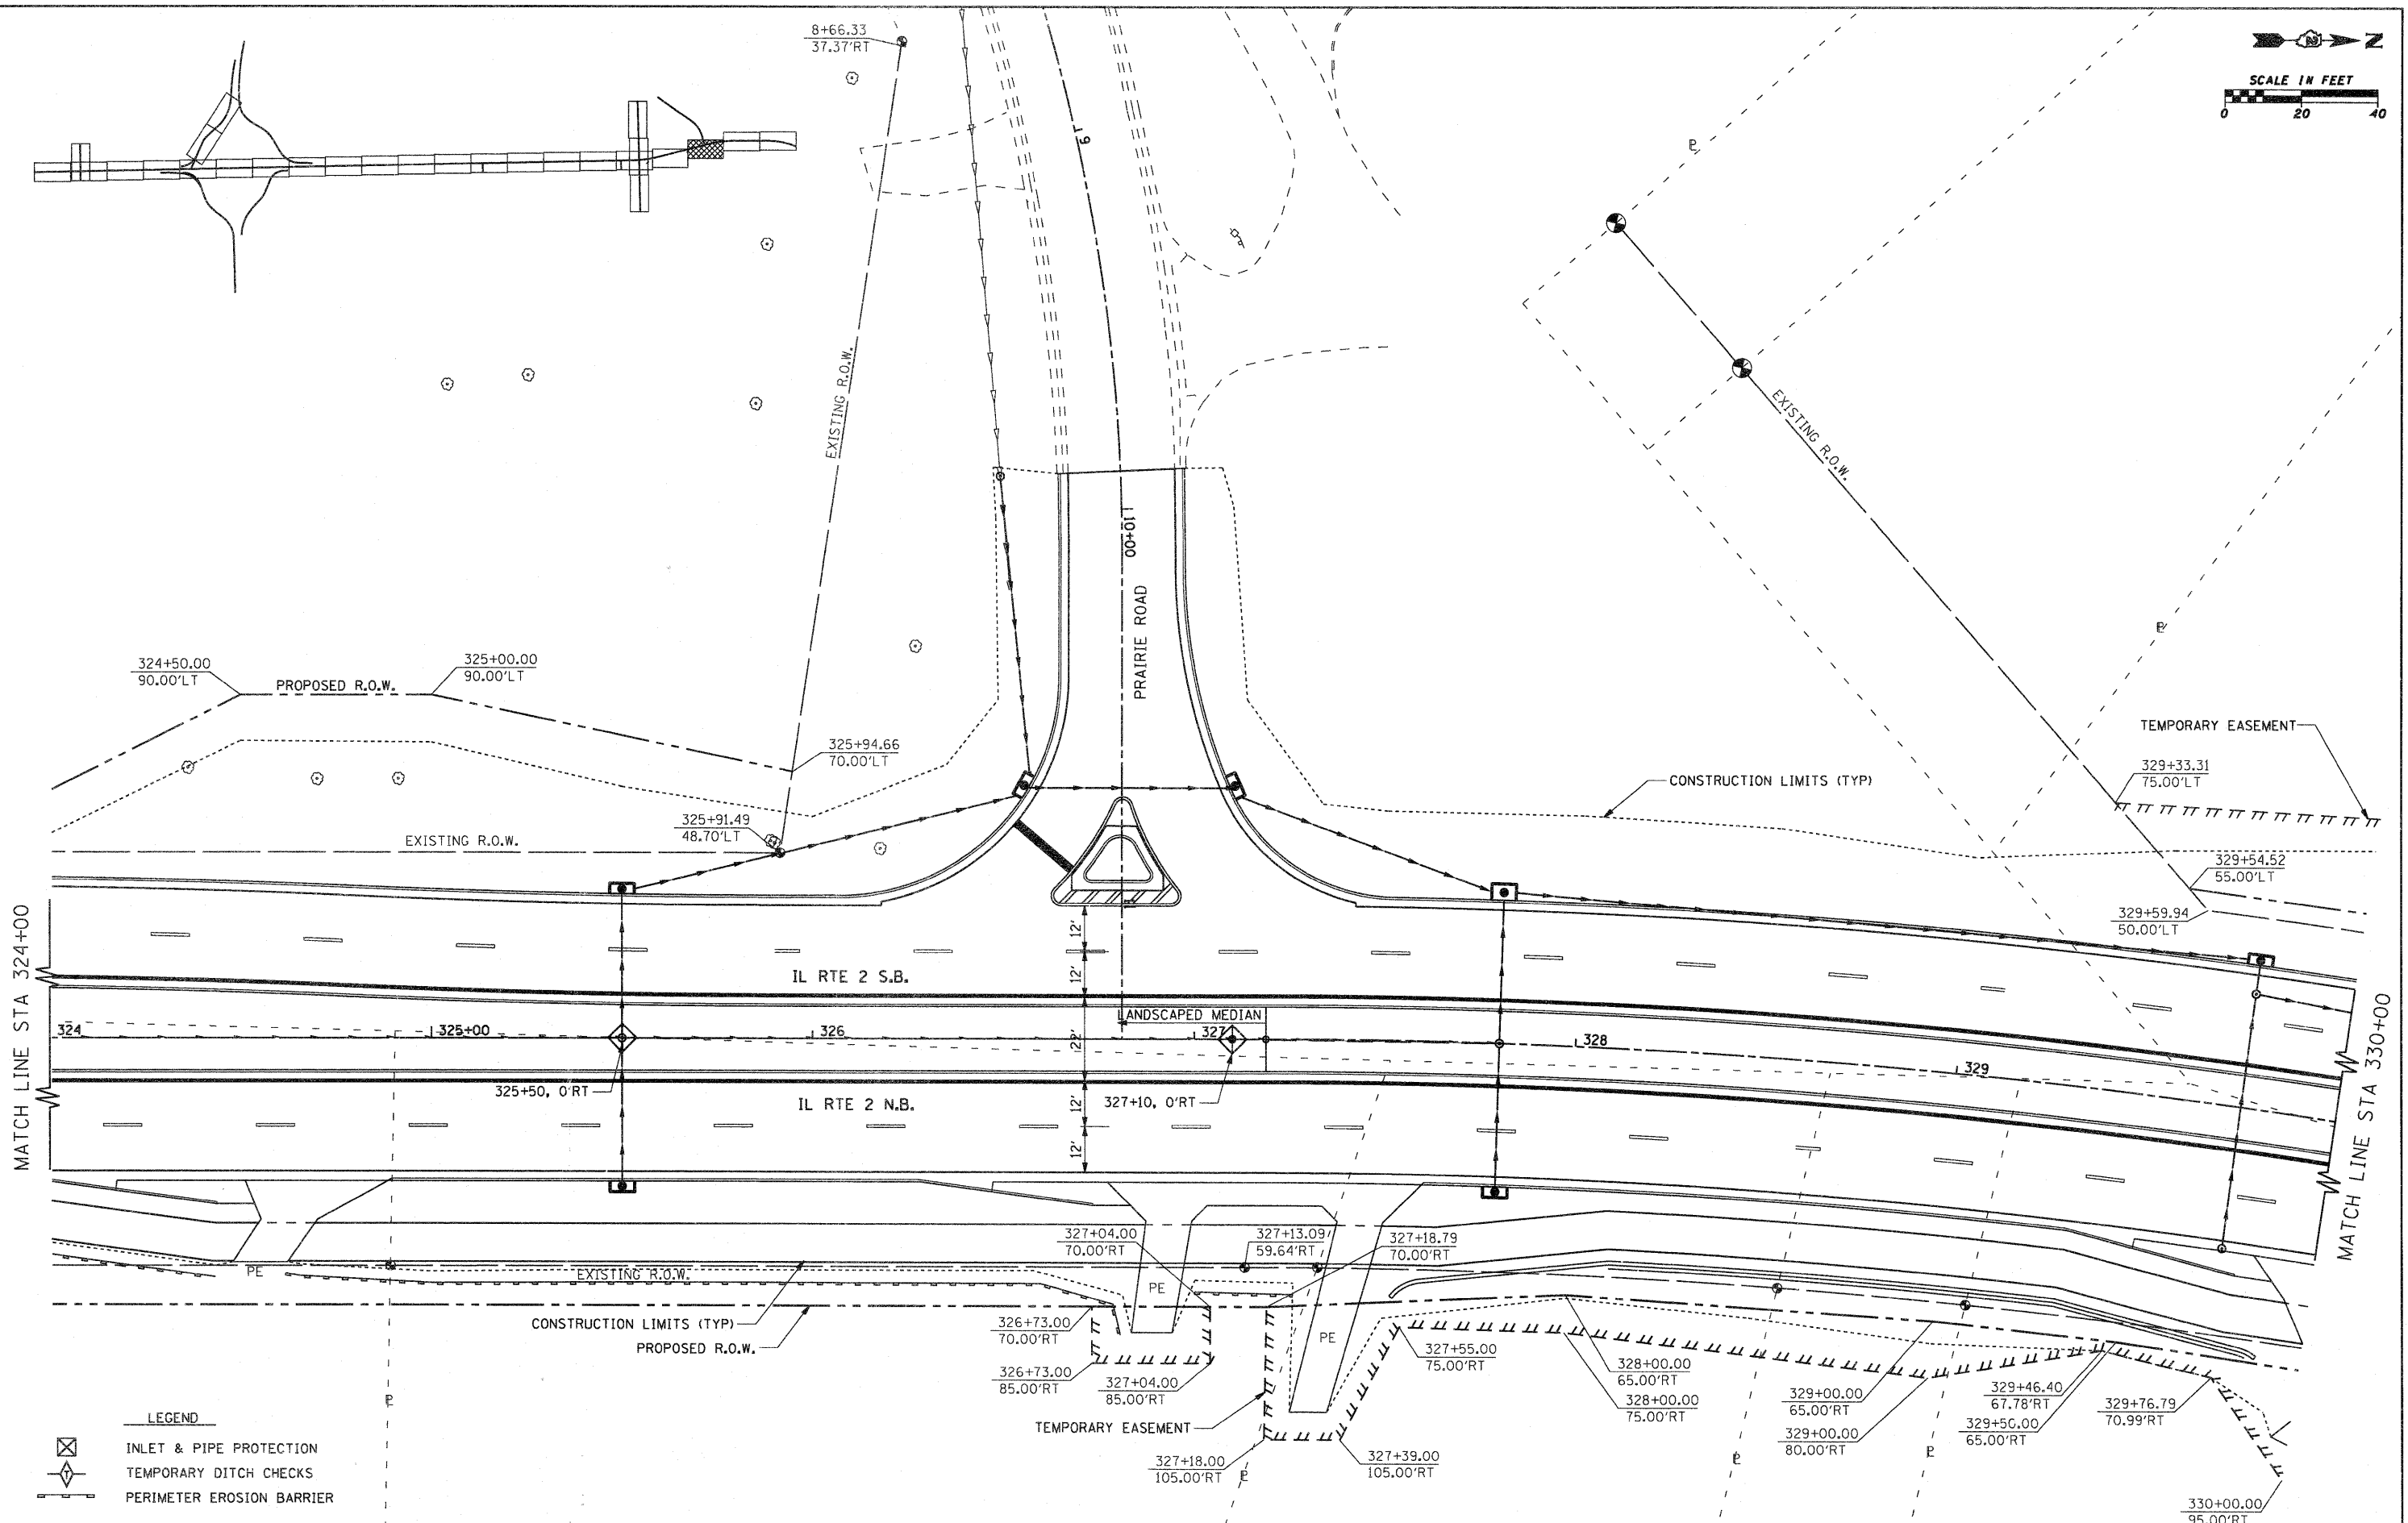 8+66.33
37.37'RT
N
SCALE IN FEET
0 20 40
19
EXISTING R.O.W.
EXISTING R.O.W.
10+00
PRAIRIE ROAD
324+50.00
90.00'LT
PROPOSED R.O.W.
325+00.00
90.00'LT
325+94.66
70.00'LT
TEMPORARY EASEMENT
329+33.31
75.00'LT
CONSTRUCTION LIMITS (TYP)
325+91.49
48.70'LT
EXISTING R.O.W.
329+54.52
55.00'LT
329+59.94
50.00'LT
MATCH LINE STA 324+00
12'
12'
IL RTE 2 S.B.
LANDSCAPED MEDIAN
324
325+00
326
327
328
329
22'
325+50, 0'RT
327+10, 0'RT
IL RTE 2 N.B.
12'
12'
MATCH LINE STA 330+00
327+04.00
70.00'RT
327+13.09
59.64'RT
327+18.79
70.00'RT
PE
EXISTING R.O.W.
PE
PE
CONSTRUCTION LIMITS (TYP)
PROPOSED R.O.W.
326+73.00
70.00'RT
326+73.00
85.00'RT
327+04.00
85.00'RT
327+55.00
75.00'RT
328+00.00
65.00'RT
328+00.00
75.00'RT
329+00.00
65.00'RT
329+00.00
80.00'RT
329+46.40
67.78'RT
329+50.00
65.00'RT
329+76.79
70.99'RT
TEMPORARY EASEMENT
327+18.00
105.00'RT
327+39.00
105.00'RT
330+00.00
95.00'RT
LEGEND
INLET & PIPE PROTECTION
T
TEMPORARY DITCH CHECKS
PERIMETER EROSION BARRIER